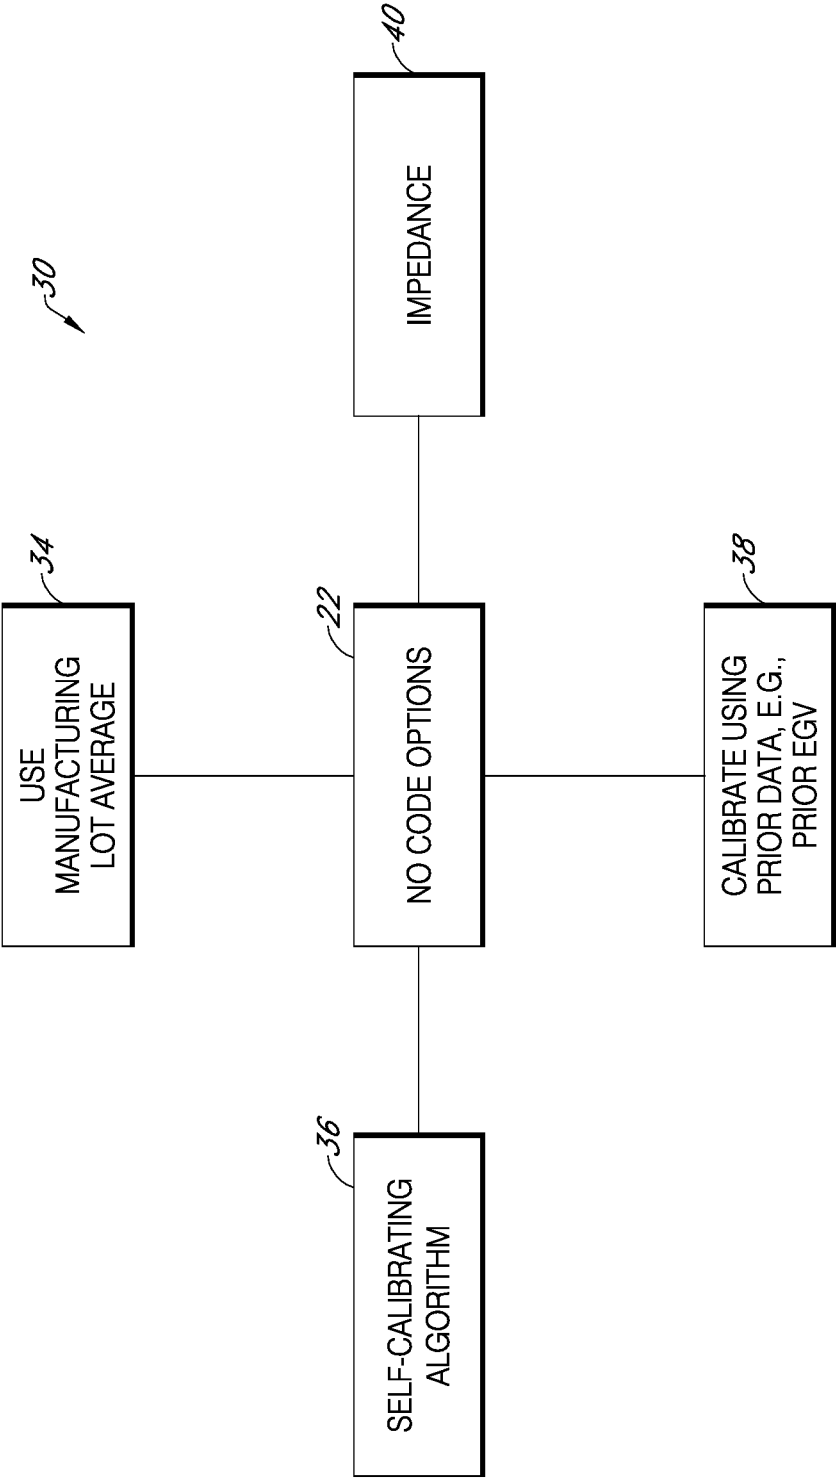 30
34
USE
MANUFACTURING
LOT AVERAGE
36
SELF-CALIBRATING
ALGORITHM
22
NO CODE OPTIONS
40
IMPEDANCE
38
CALIBRATE USING
PRIOR DATA, E.G.,
PRIOR EGV